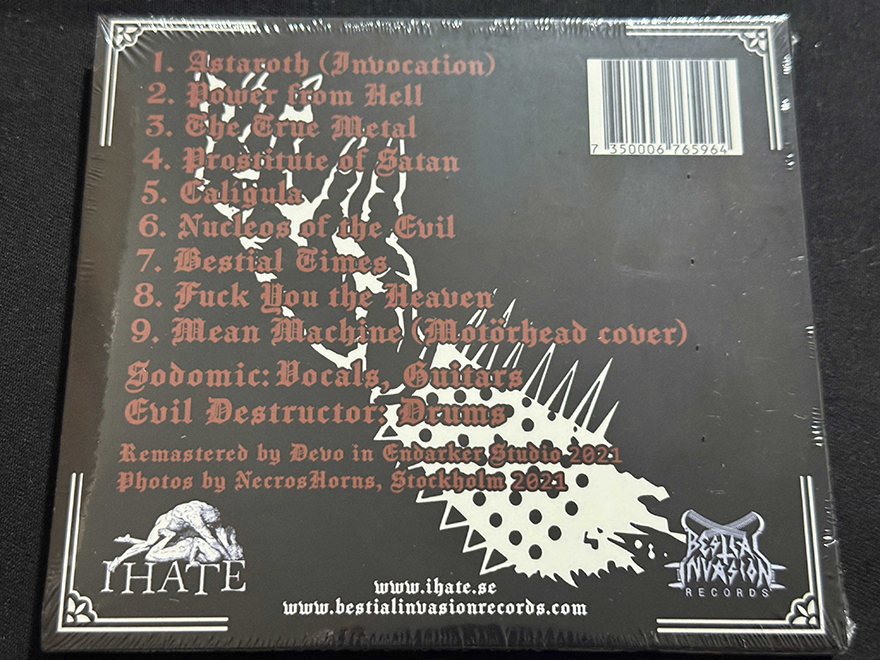 1. Astaroth (Invocation)
2. Power from Hell
3. The True Metal
4. Prostitute of Satan
5. Caligula
6. Nucleos of the Evil
7. Bestial Times
8. Fuck You the Heaven
9. Mean Machine (Motörhead cover)
Sodomic: Vocals, Guitars
Evil Destructor: Drums
Remastered by Devo in Endarker Studio 2021
Photos by NecrosHorns, Stockholm 2021
7 350006 765964
I HATE
www.ihate.se
www.bestialinvasionrecords.com
BESTIAL
INVASION
RECORDS